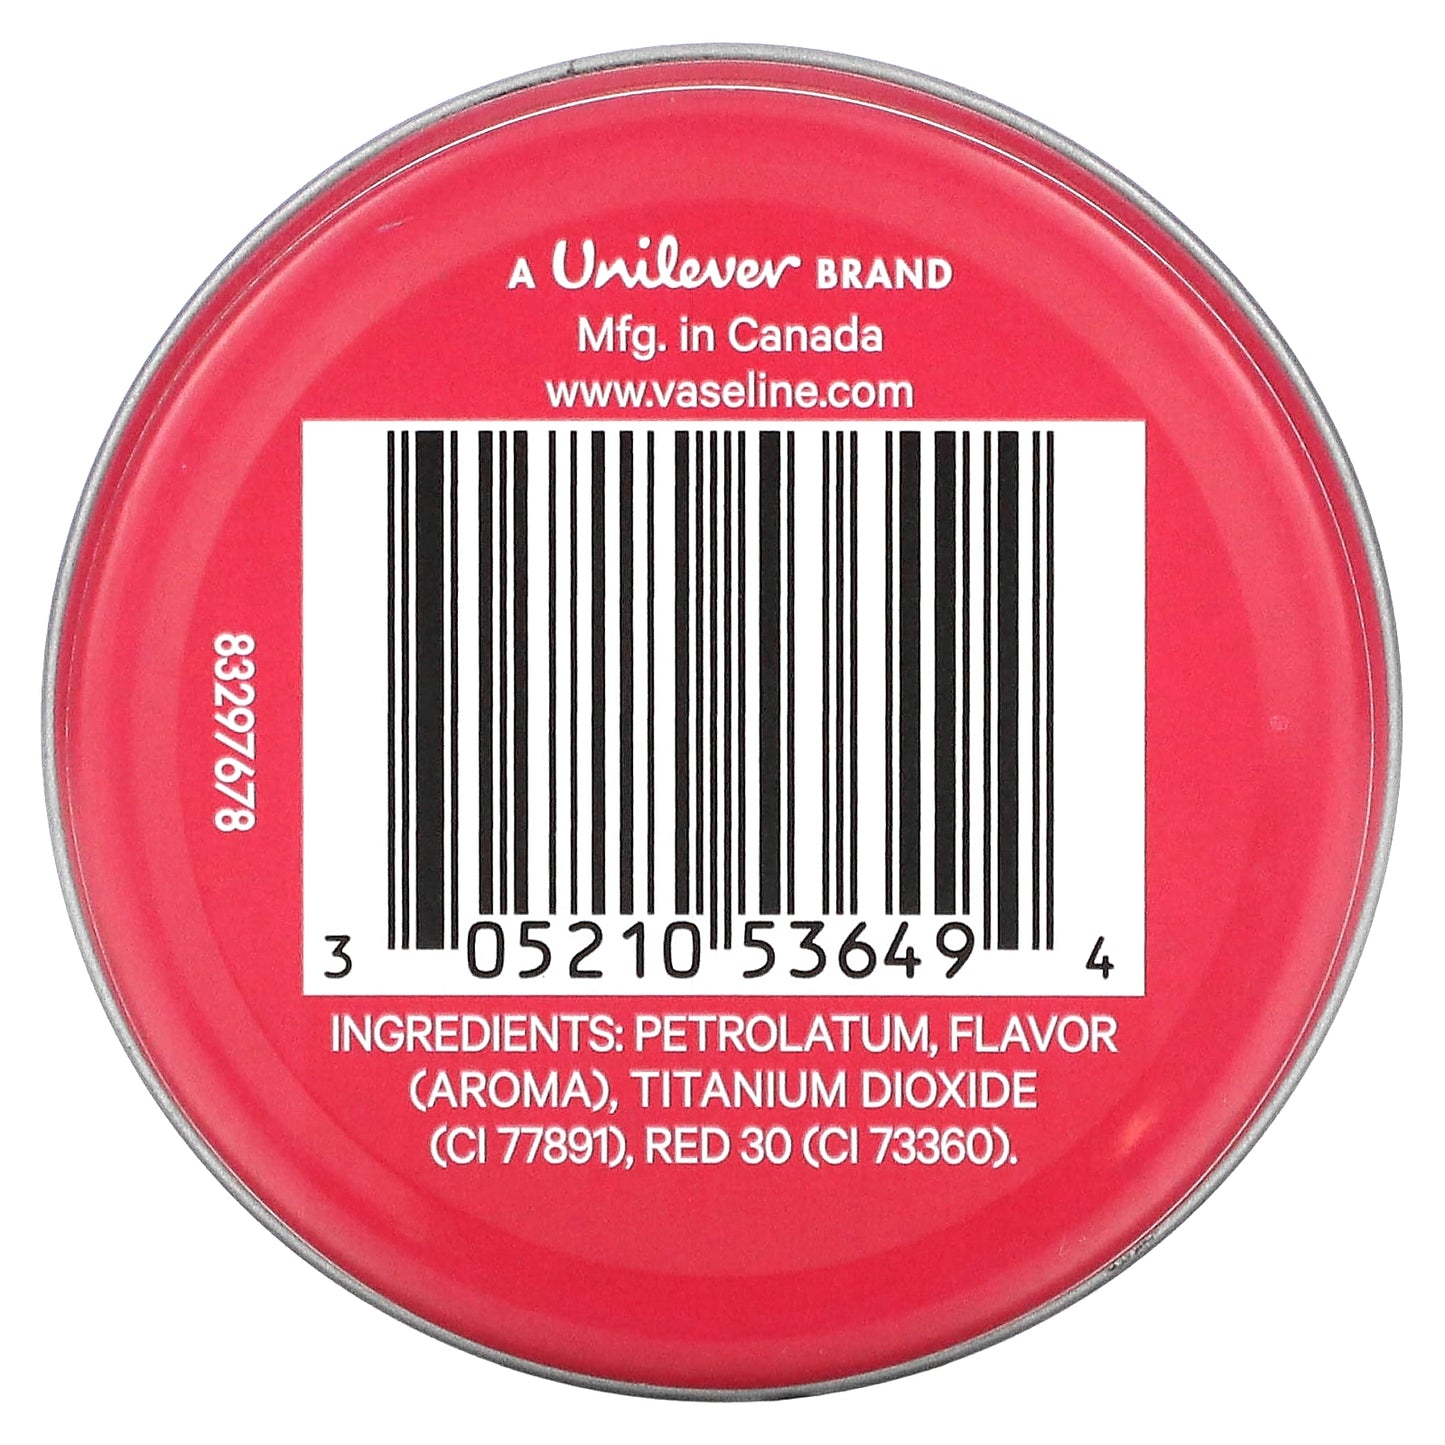 A Unilever BRAND
Mfg. in Canada
www.vaseline.com
83297678
3 05210 53649 4
INGREDIENTS: PETROLATUM, FLAVOR
(AROMA), TITANIUM DIOXIDE
(CI 77891), RED 30 (CI 73360).